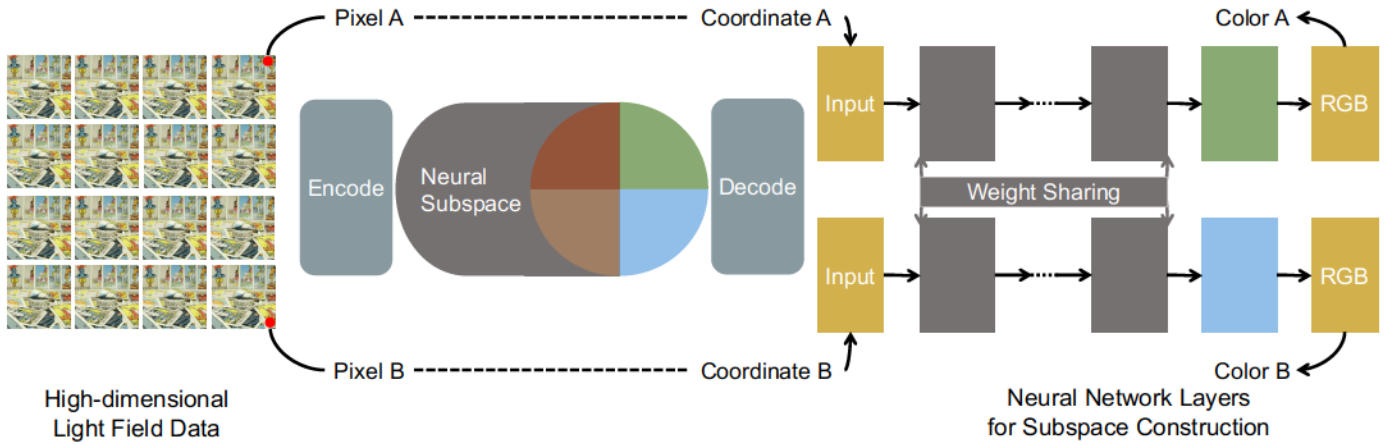 Pixel A
Coordinate A
Color A
Encode
Neural
Subspace
Decode
Input
RGB
Weight Sharing
Input
RGB
Pixel B
Coordinate B
Color B
High-dimensional
Light Field Data
Neural Network Layers
for Subspace Construction